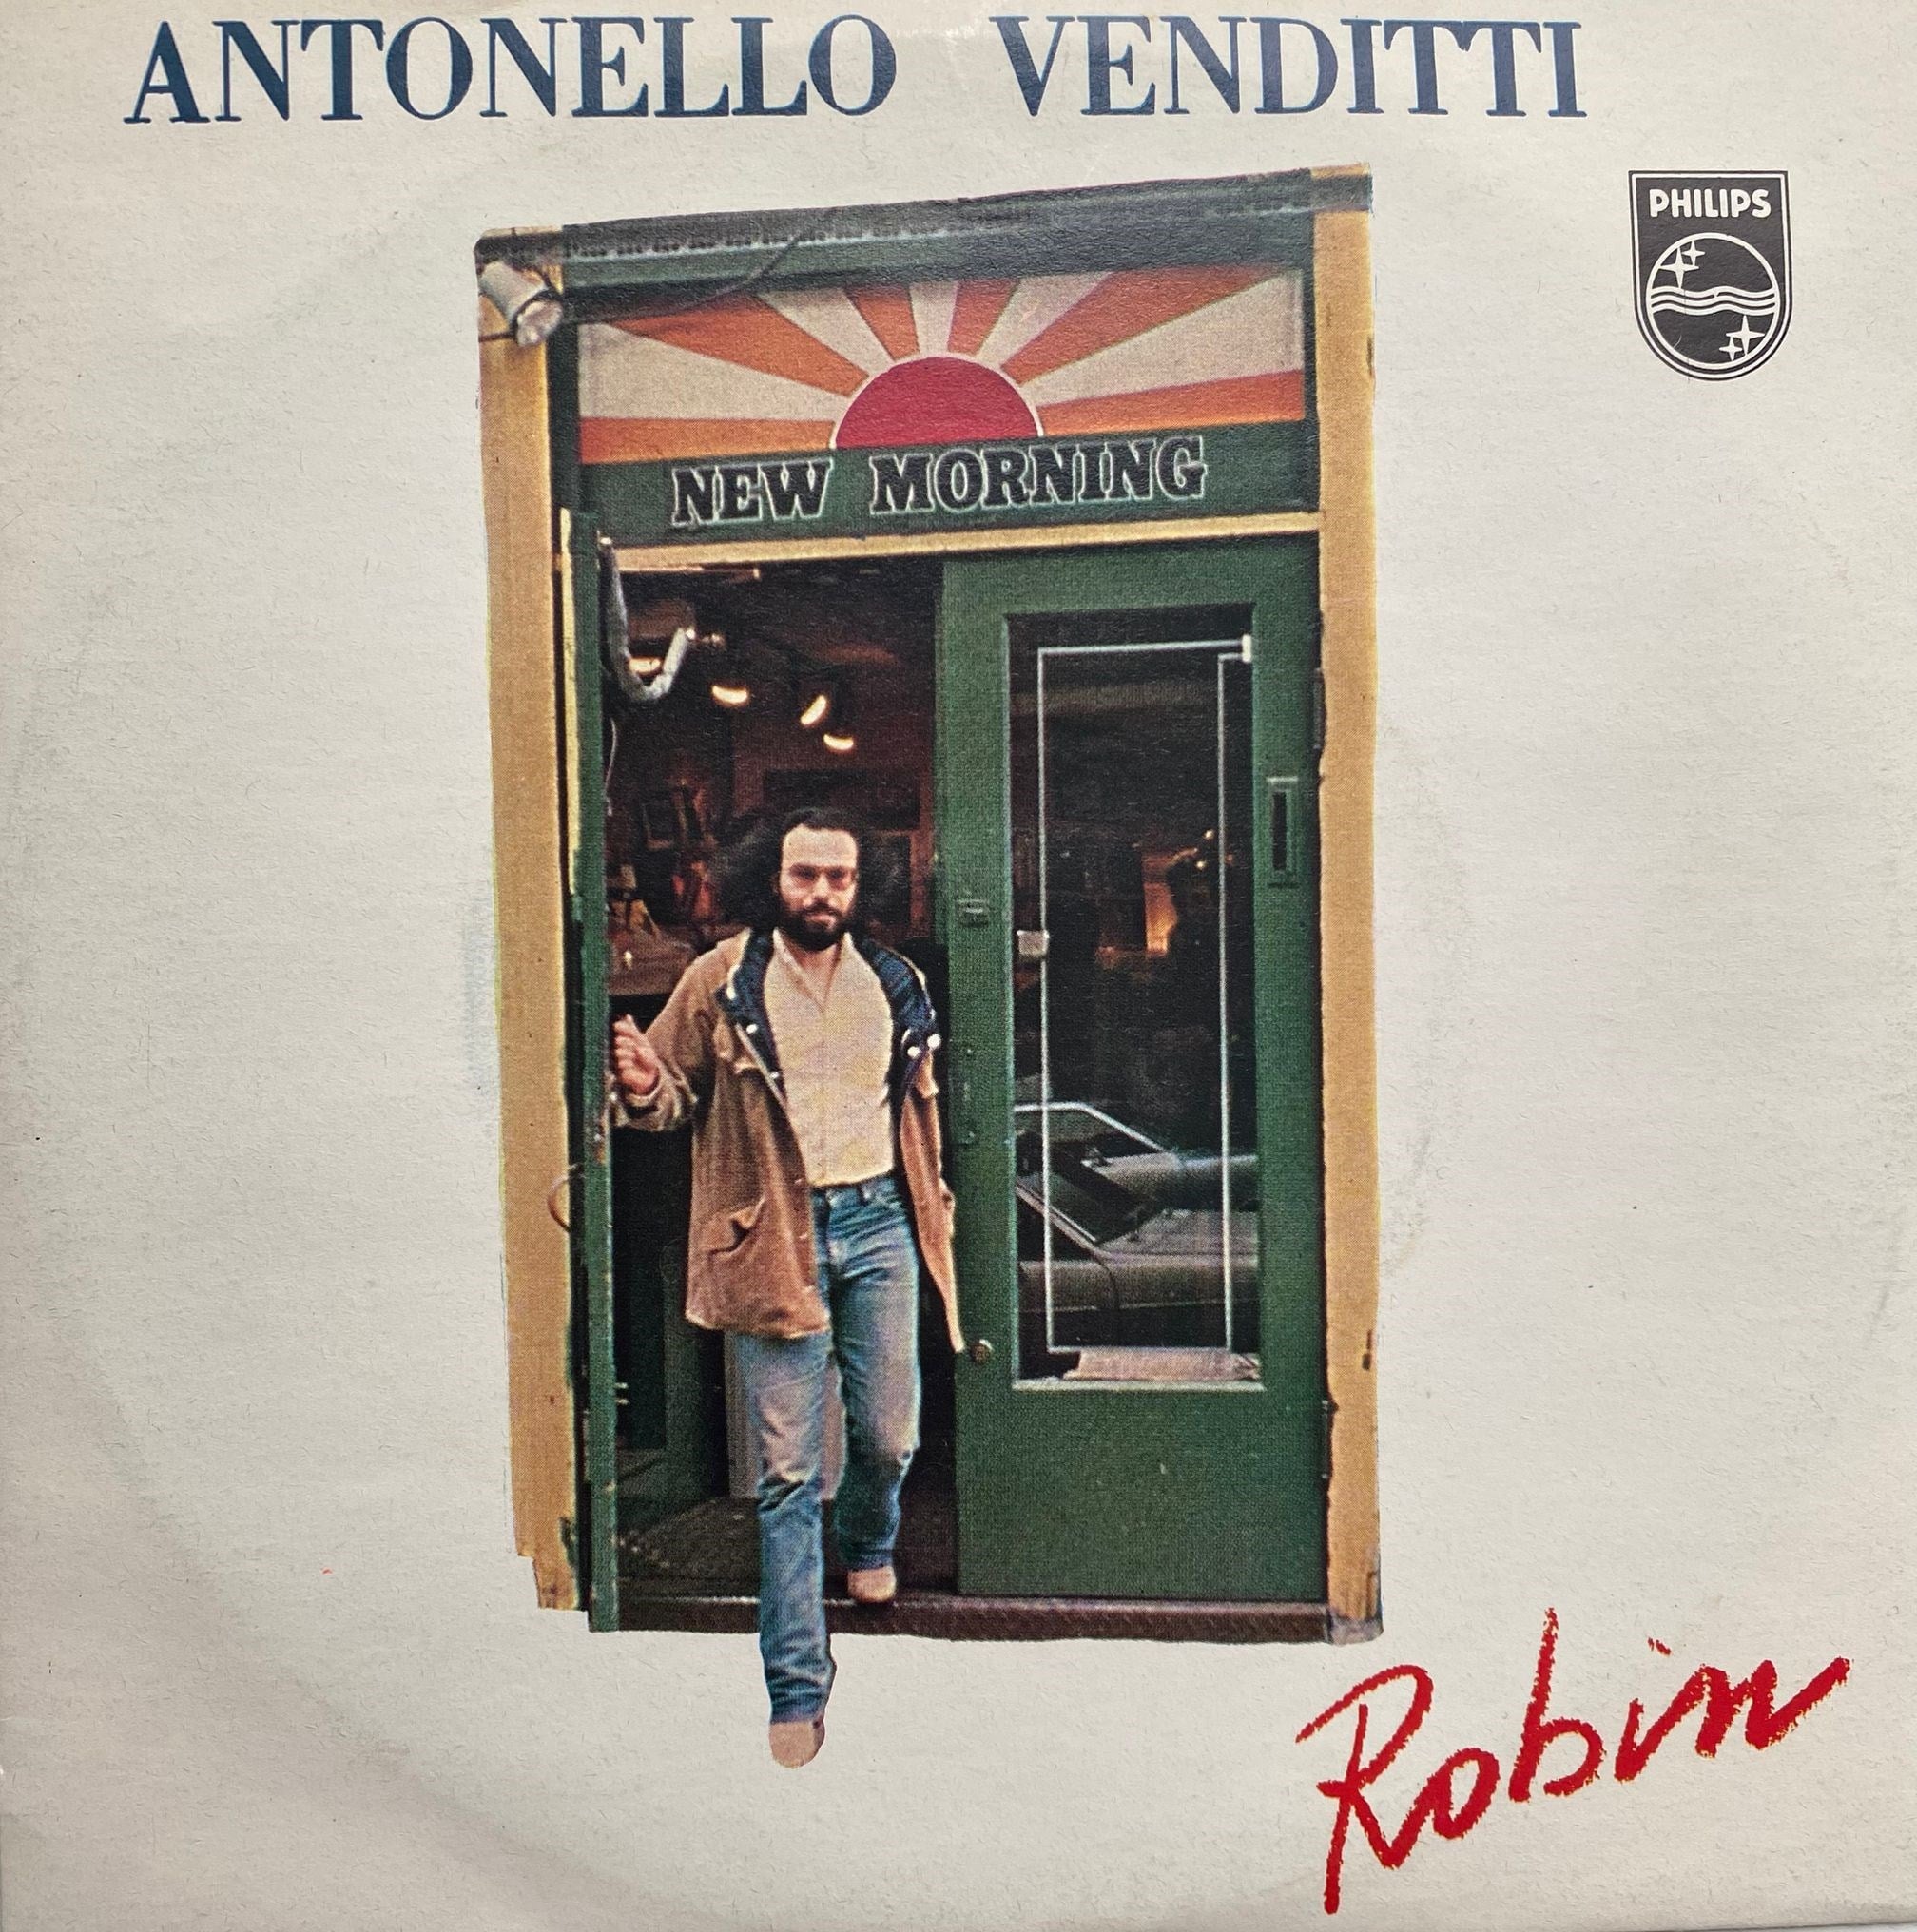 ANTONELLO VENDITTI
PHILIPS
NEW MORNING
Robin